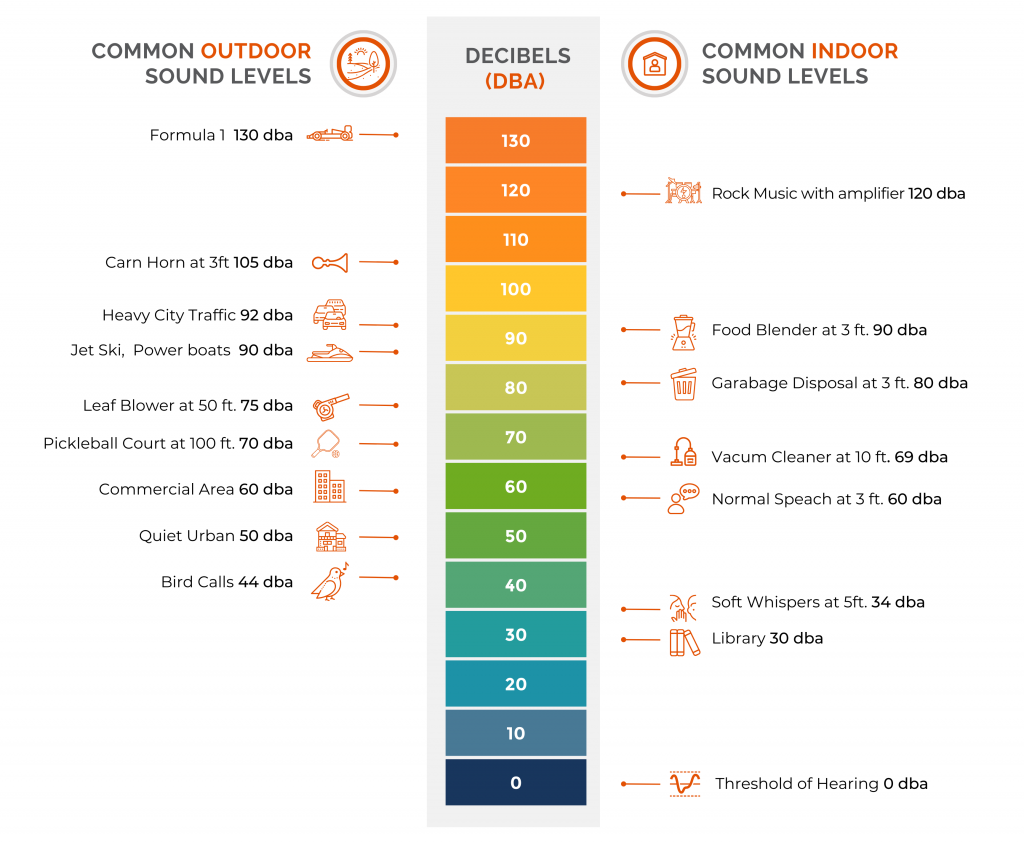 COMMON OUTDOOR
SOUND LEVELS
Formula 1 130 dba
Carn Horn at 3ft 105 dba
Heavy City Traffic 92 dba
Jet Ski, Power boats 90 dba
Leaf Blower at 50 ft. 75 dba
Pickleball Court at 100 ft. 70 dba
Commercial Area 60 dba
Quiet Urban 50 dba
Bird Calls 44 dba
DECIBELS
(DBA)
130
120
110
100
90
80
70
60
50
40
30
20
10
0
COMMON INDOOR
SOUND LEVELS
Rock Music with amplifier 120 dba
Food Blender at 3 ft. 90 dba
Garabage Disposal at 3 ft. 80 dba
Vacum Cleaner at 10 ft. 69 dba
Normal Speach at 3 ft. 60 dba
Soft Whispers at 5ft. 34 dba
Library 30 dba
Threshold of Hearing 0 dba